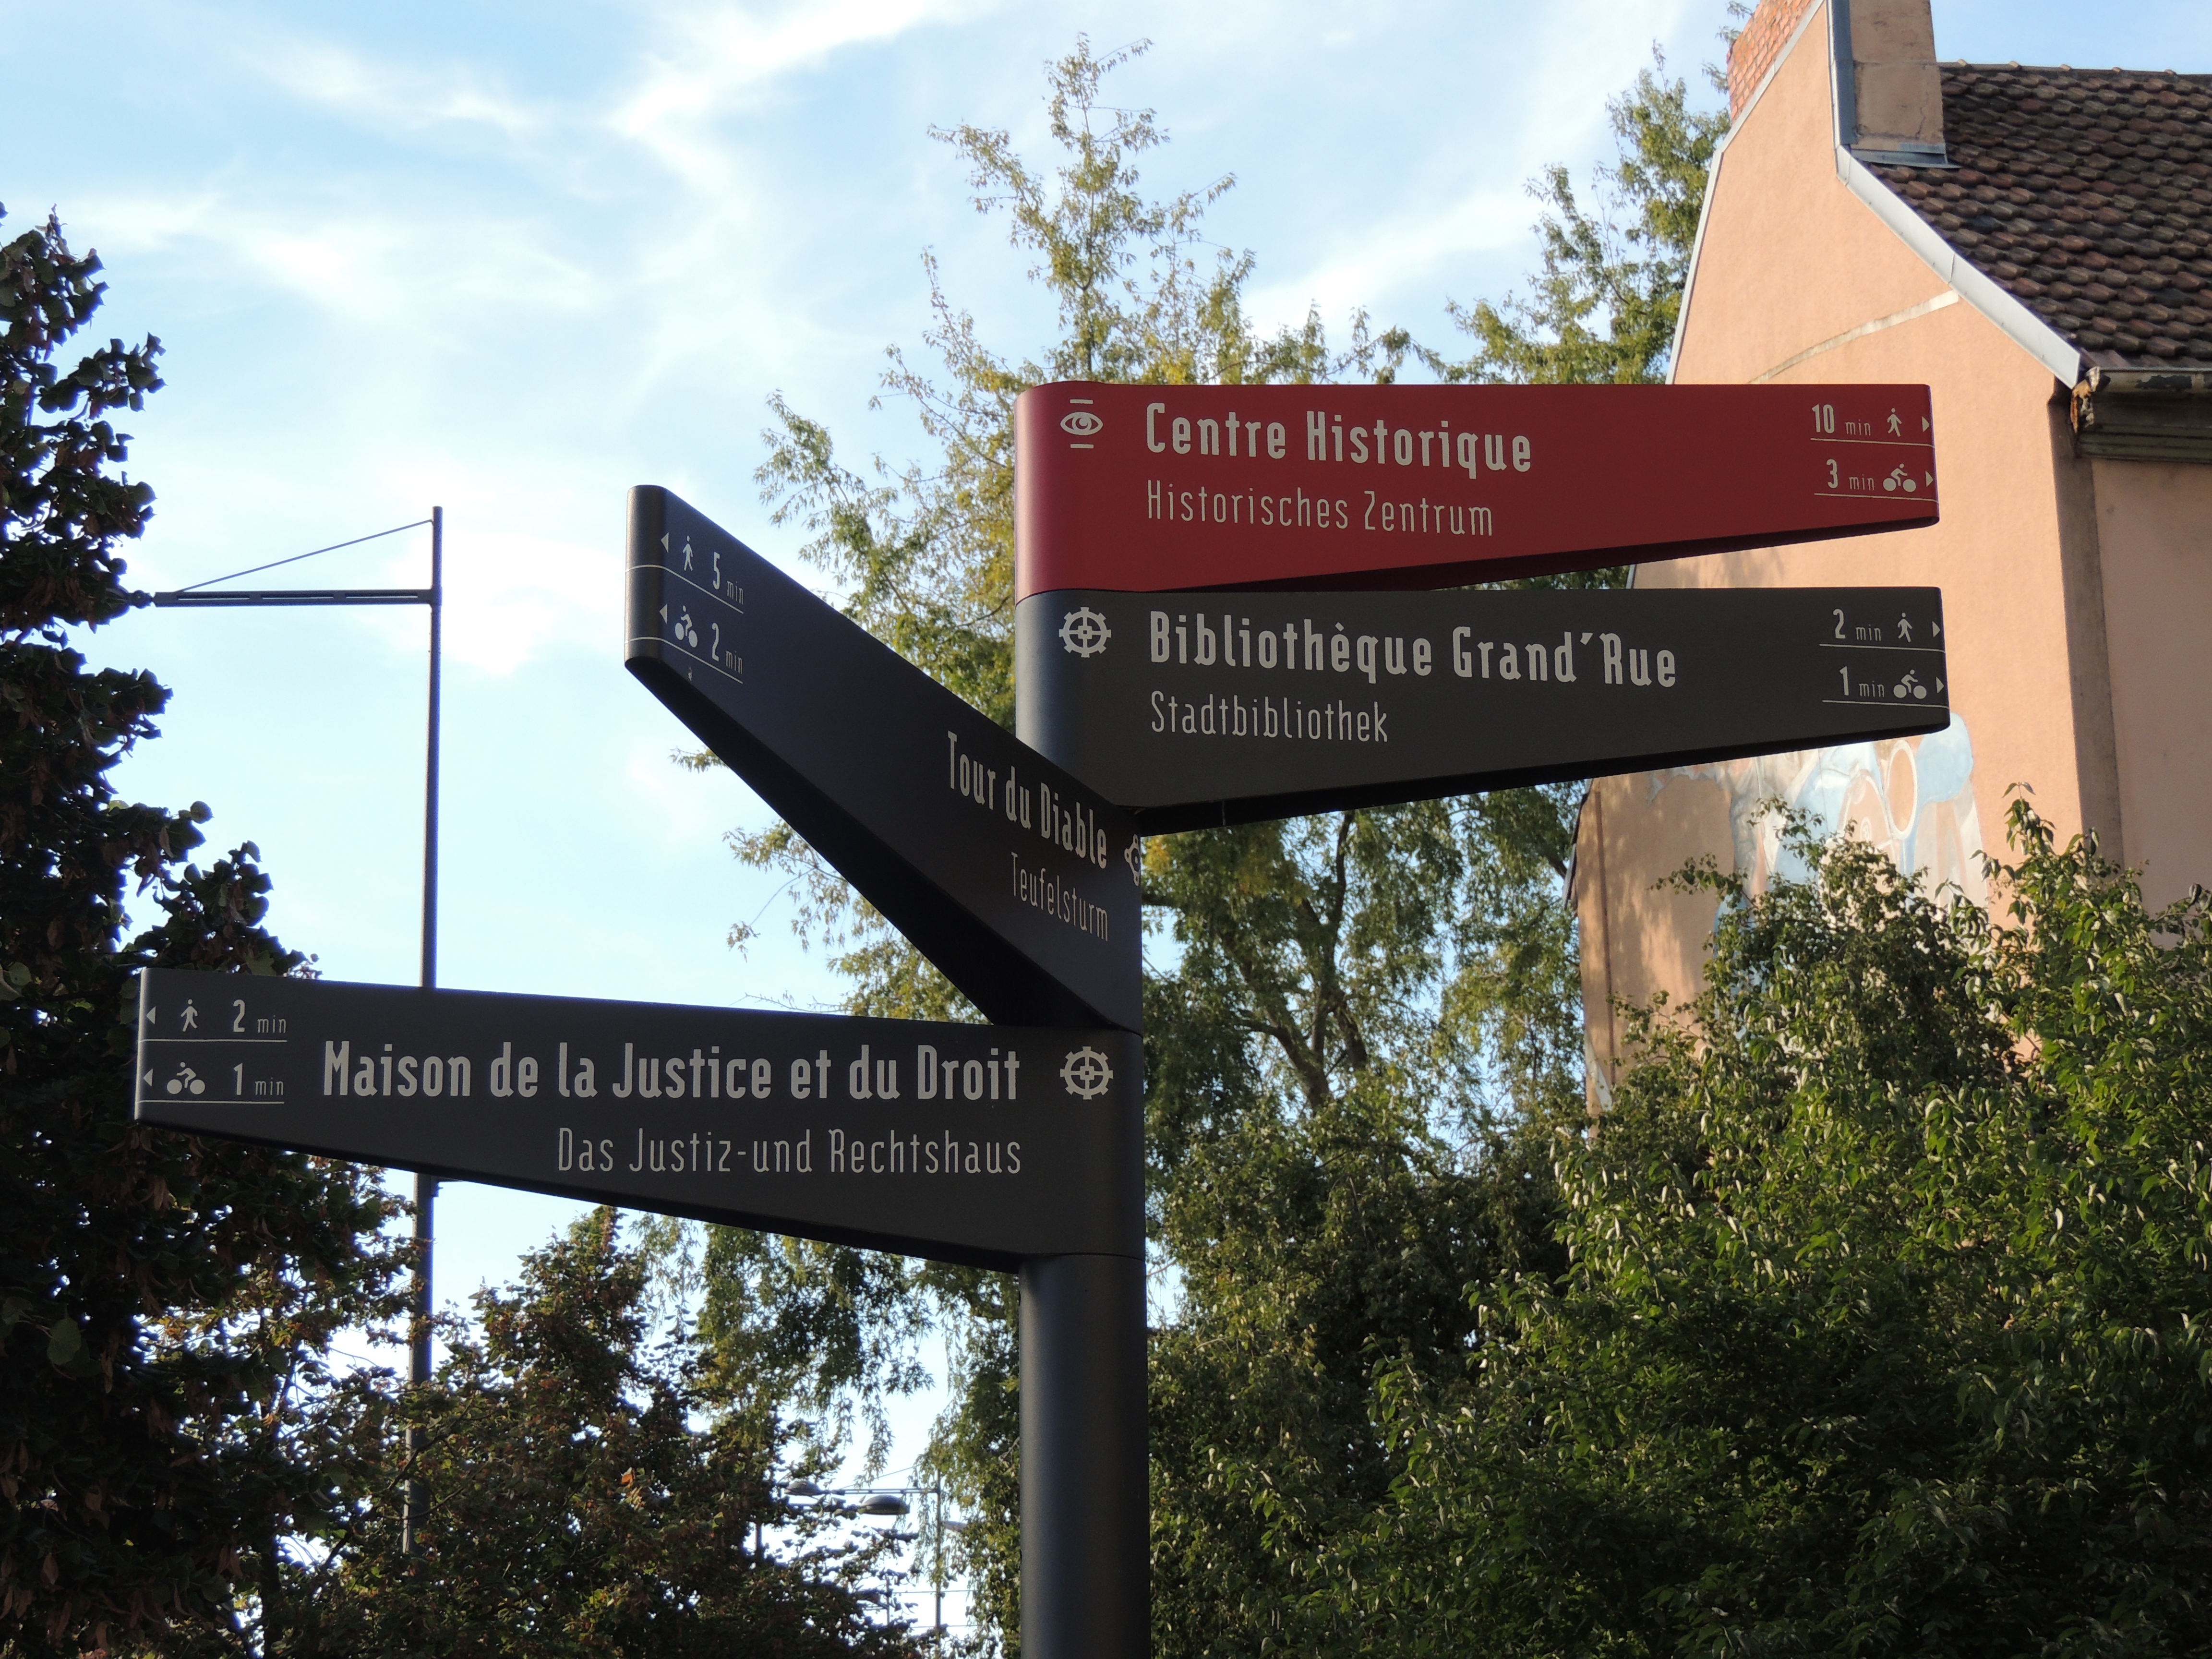 Centre Historique
Historisches Zentrum
10 min
3 min
Bibliothèque Grand'Rue
Stadtbibliothek
2 min
1 min
5 min
2 min
Tour du Diable
Teufelsturm
2 min
1 min
Maison de la Justice et du Droit
Das Justiz-und Rechtshaus